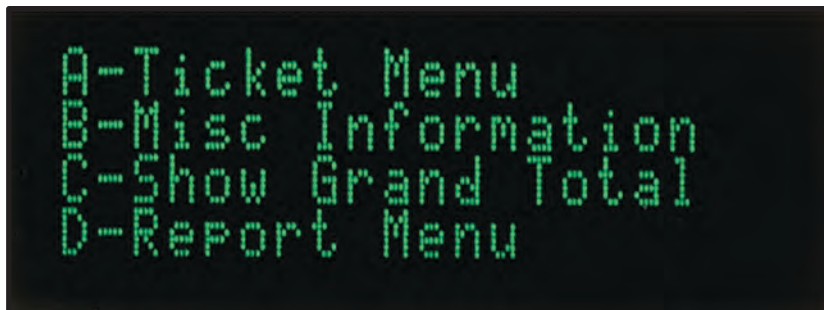 A-Ticket Menu
B-Misc Information
C-Show Grand Total
D-Report Menu